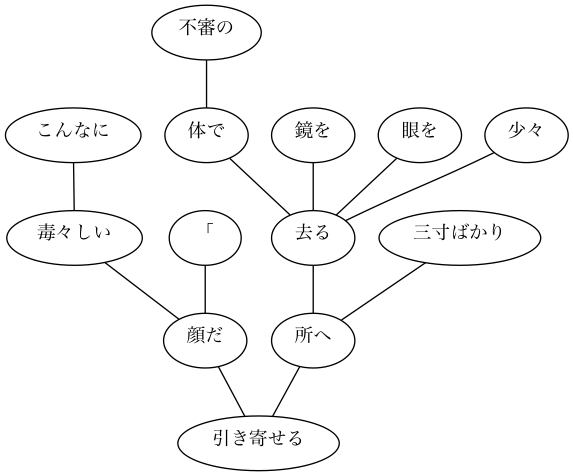 不審の
こんなに
体で
鏡を
眼を
少々
毒々しい
「
去る
三寸ばかり
顔だ
所へ
引き寄せる